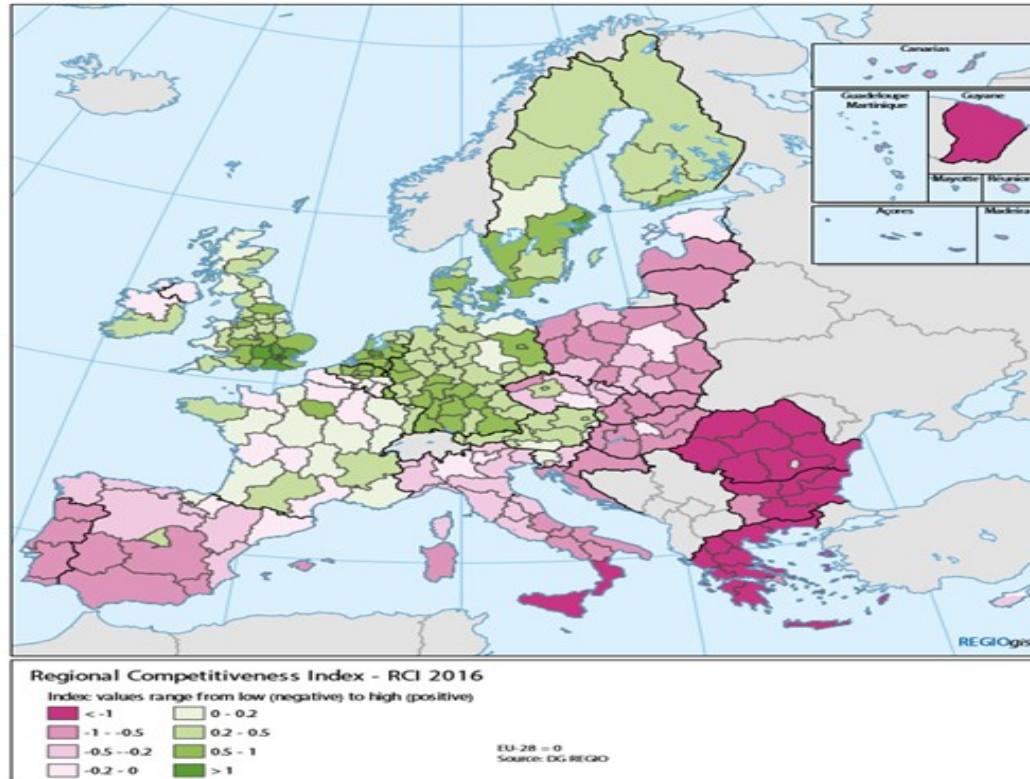 Canarias
Guadeloupe
Martinique
Guyane
Mayotte
Réunion
Açores
Madeira
REGIOgis
Regional Competitiveness Index - RCI 2016
Index: values range from low (negative) to high (positive)
< -1
-1 - -0.5
-0.5 - -0.2
-0.2 - 0
0 - 0.2
0.2 - 0.5
0.5 - 1
> 1
EU-28 = 0
Source: DG REGIO